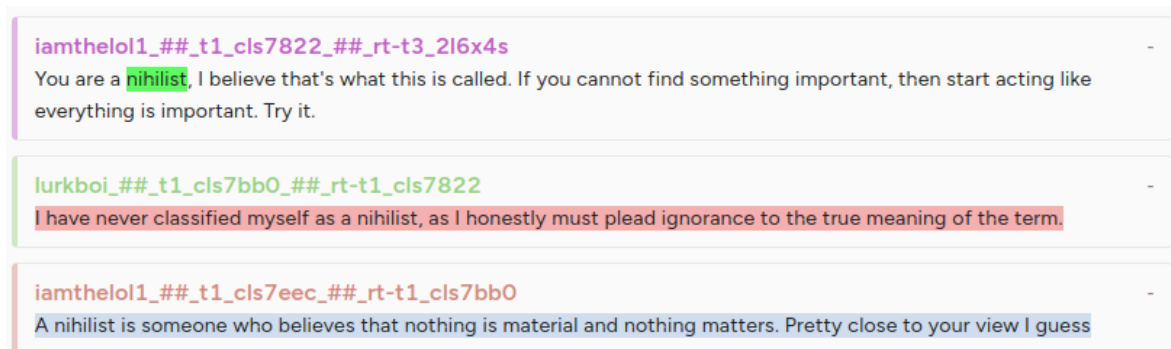 iamthelol1_##_t1_cls7822_##_rt-t3_2l6x4s -
You are a nihilist, I believe that's what this is called. If you cannot find something important, then start acting like
everything is important. Try it.
lurkboi_##_t1_cls7bb0_##_rt-t1_cls7822 -
I have never classified myself as a nihilist, as I honestly must plead ignorance to the true meaning of the term.
iamthelol1_##_t1_cls7eec_##_rt-t1_cls7bb0 -
A nihilist is someone who believes that nothing is material and nothing matters. Pretty close to your view I guess